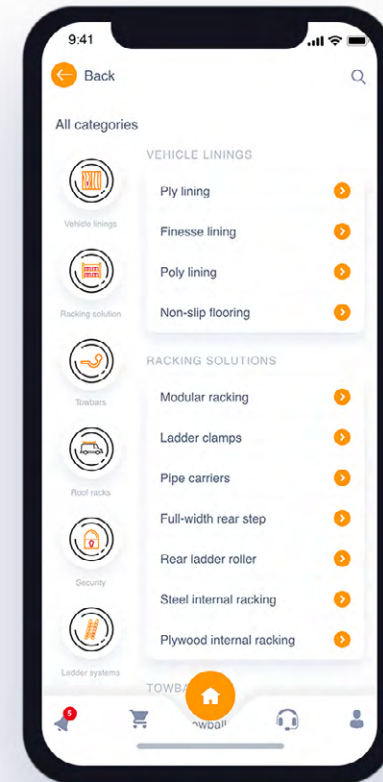 9:41
Back
All categories
VEHICLE LININGS
Ply lining
Finesse lining
Poly lining
Non-slip flooring
Vehicle linings
Racking solution
RACKING SOLUTIONS
Modular racking
Ladder clamps
Pipe carriers
Full-width rear step
Rear ladder roller
Steel internal racking
Plywood internal racking
Towbars
Roof racks
Security
Ladder systems
TOWBA
5
owball